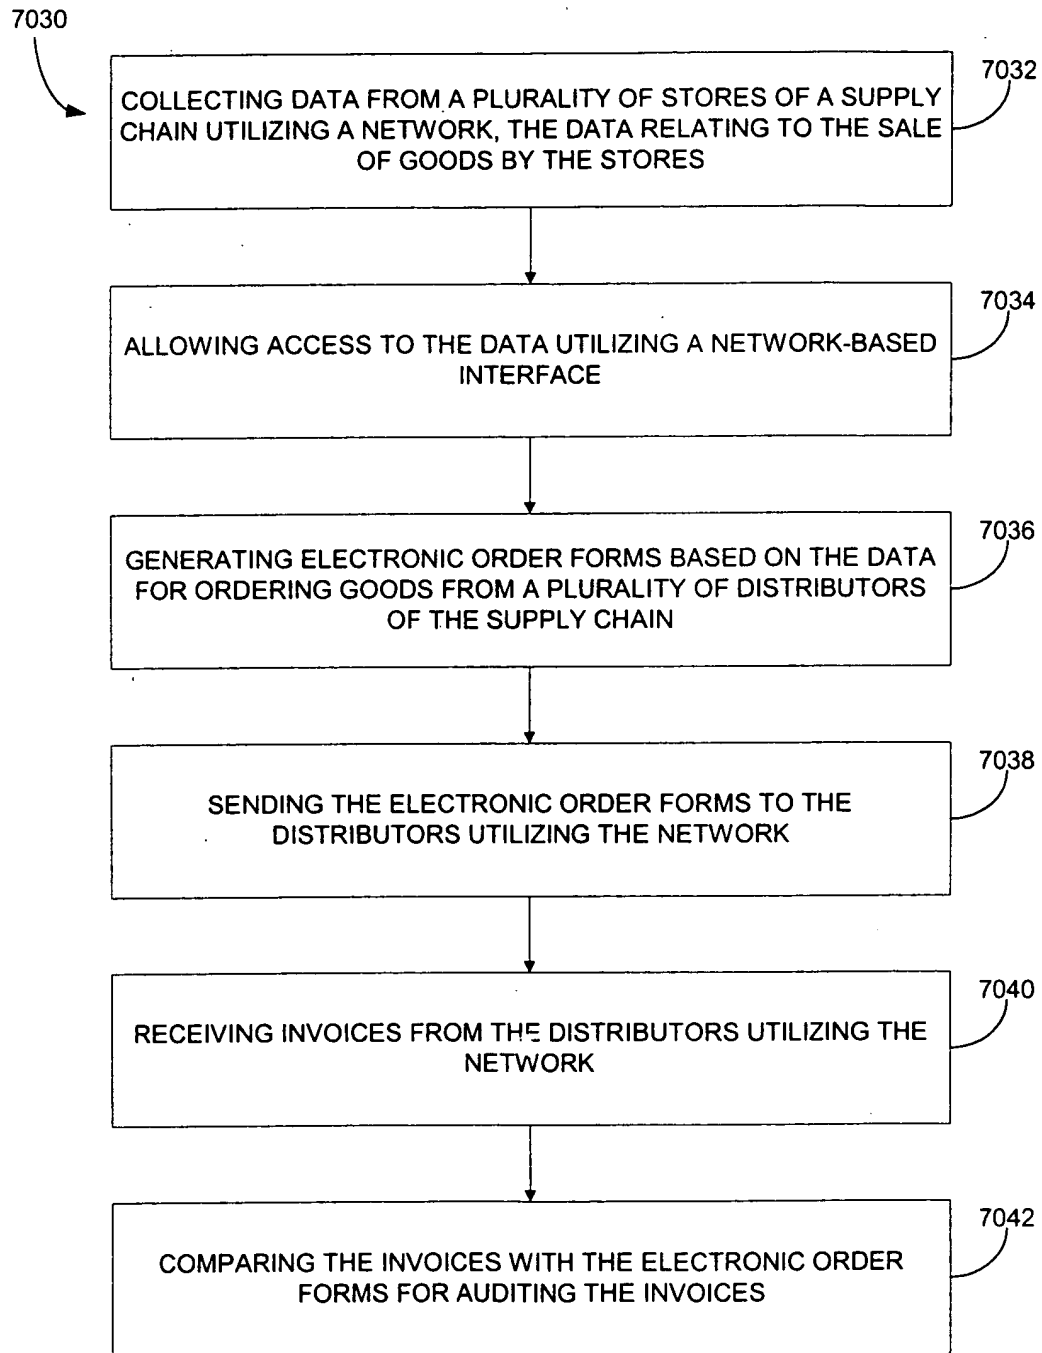 7030
7032
COLLECTING DATA FROM A PLURALITY OF STORES OF A SUPPLY
CHAIN UTILIZING A NETWORK, THE DATA RELATING TO THE SALE
OF GOODS BY THE STORES
7034
ALLOWING ACCESS TO THE DATA UTILIZING A NETWORK-BASED
INTERFACE
7036
GENERATING ELECTRONIC ORDER FORMS BASED ON THE DATA
FOR ORDERING GOODS FROM A PLURALITY OF DISTRIBUTORS
OF THE SUPPLY CHAIN
7038
SENDING THE ELECTRONIC ORDER FORMS TO THE
DISTRIBUTORS UTILIZING THE NETWORK
7040
RECEIVING INVOICES FROM THE DISTRIBUTORS UTILIZING THE
NETWORK
7042
COMPARING THE INVOICES WITH THE ELECTRONIC ORDER
FORMS FOR AUDITING THE INVOICES